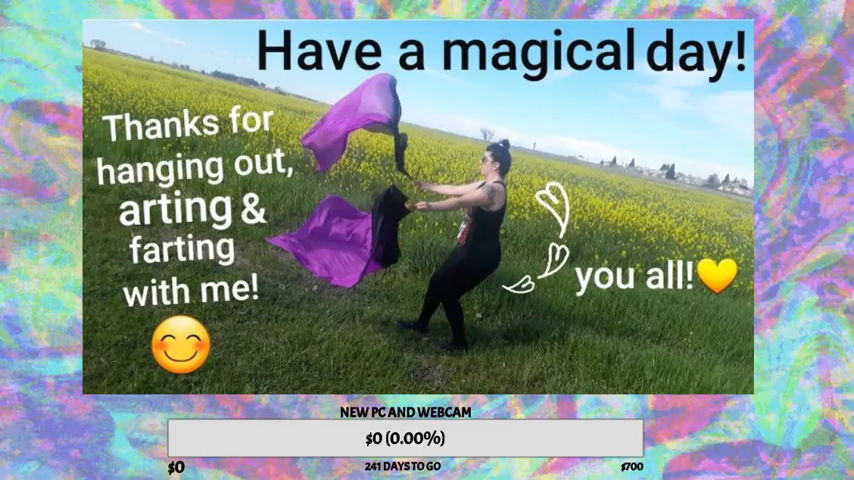 Have a magical day!
Thanks for
hanging out,
arting &
farting
with me!
you all!
NEW PC AND WEBCAM
$0 (0.00%)
$0 241 DAYS TO GO $700